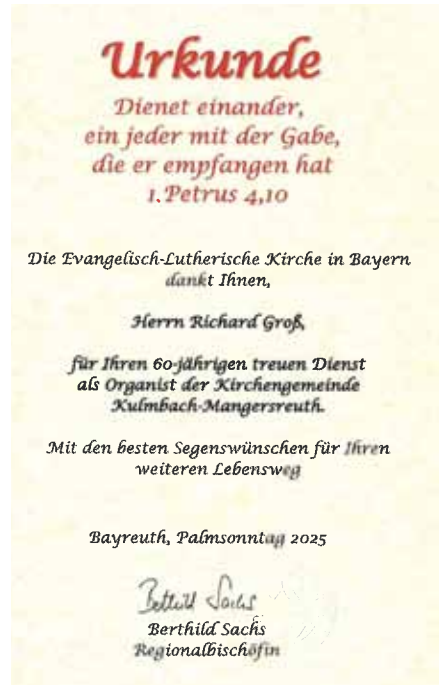 Urkunde
Dienet einander,
ein jeder mit der Gabe,
die er empfangen hat
1. Petrus 4,10
Die Evangelisch-Lutherische Kirche in Bayern
dankt Ihnen,
Herrn Richard Groß,
für Ihren 60-jährigen treuen Dienst
als Organist der Kirchengemeinde
Kulmbach-Mangersreuth.
Mit den besten Segenswünschen für Ihren
weiteren Lebensweg
Bayreuth, Palmsonntag 2025
Berthild Sachs
Berthild Sachs
Regionalbischöfin